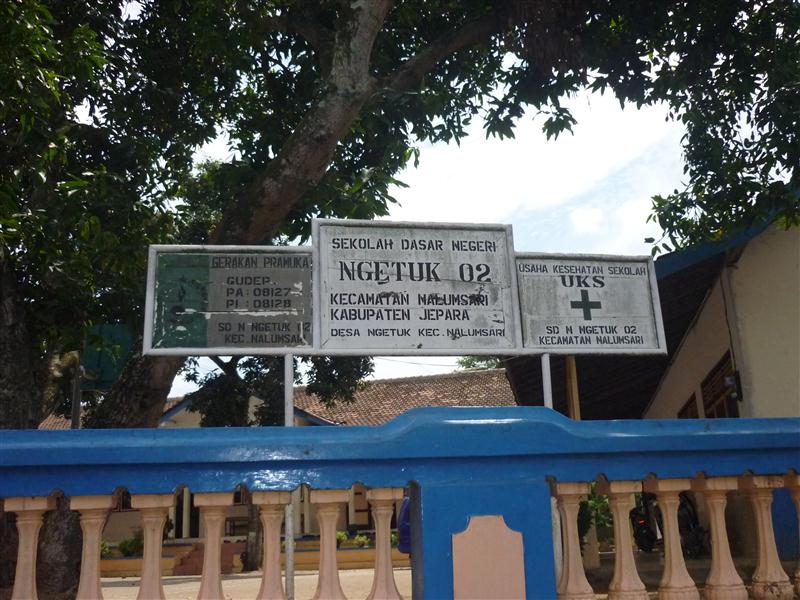 GERAKAN PRAMUKA
GUDEP.
PA : 08127
PI : 08128
SD N NGETUK 02
KEC. NALUMSARI
SEKOLAH DASAR NEGERI
NGETUK 02
KECAMATAN NALUMSARI
KABUPATEN JEPARA
DESA NGETUK KEC. NALUMSARI
USAHA KESEHATAN SEKOLAH
UKS
SD N NGETUK 02
KECAMATAN NALUMSARI